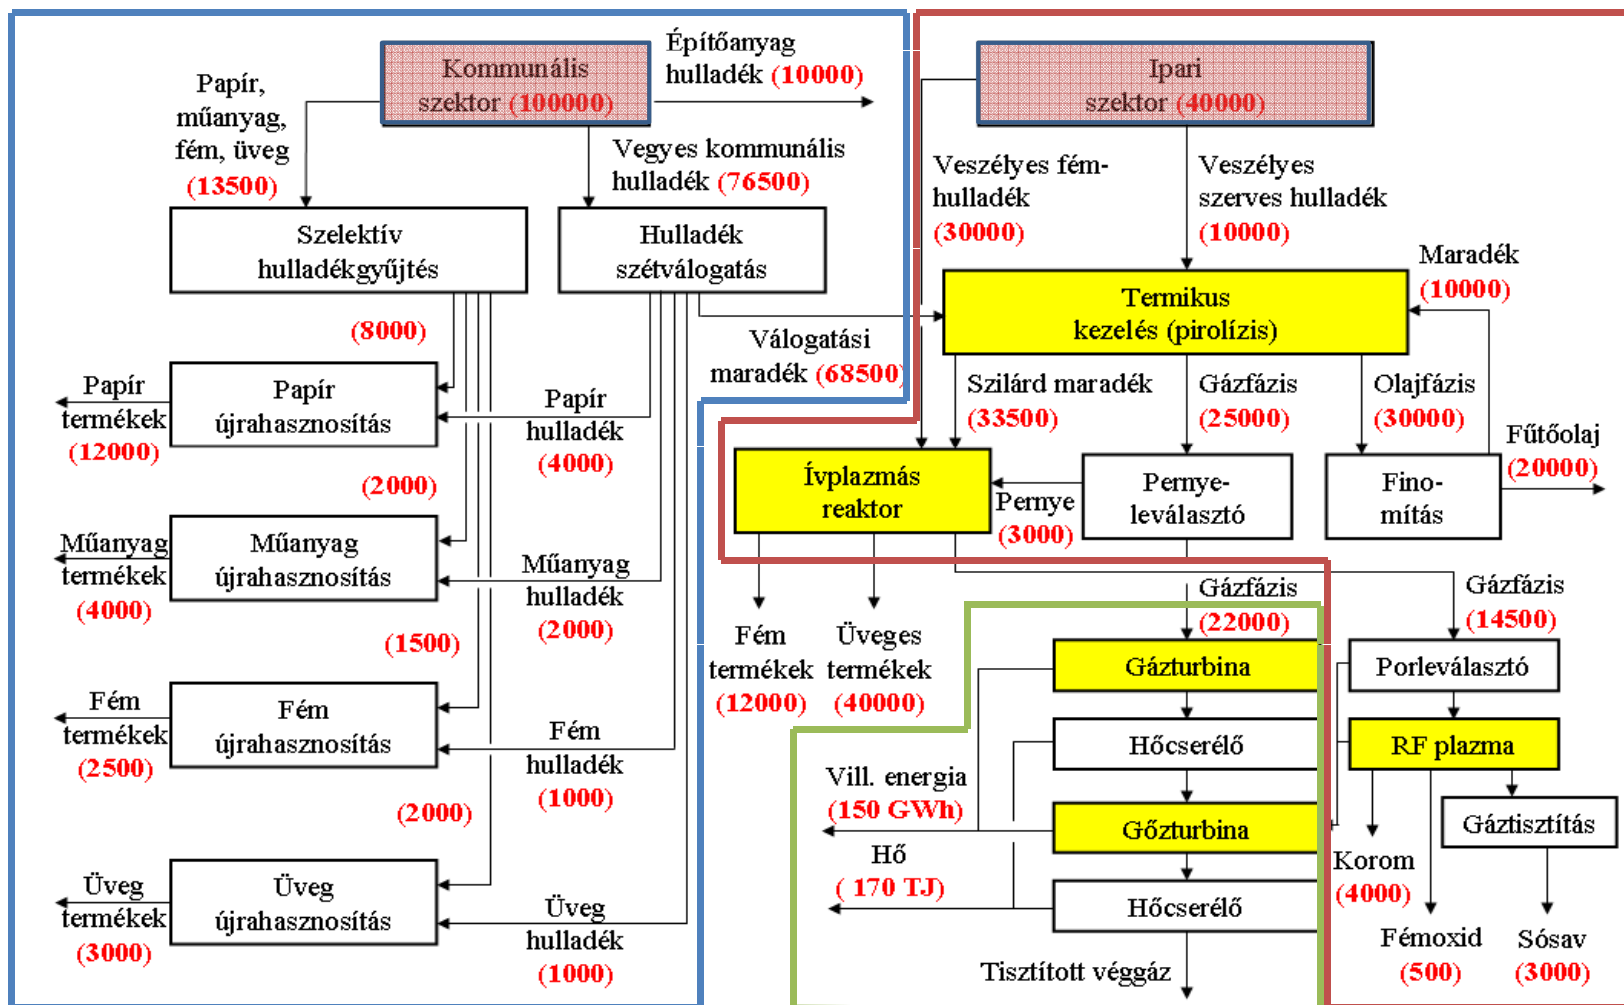 Kommunális
szektor (100000)
Építőanyag
hulladék (10000)
Ipari
szektor (40000)
Papír,
műanyag,
fém, üveg
(13500)
Vegyes kommunális
hulladék (76500)
Veszélyes fém-
hulladék
(30000)
Veszélyes
szerves hulladék
(10000)
Szelektív
hulladékgyűjtés
Hulladék
szétválogatás
Maradék
(10000)
Termikus
kezelés (pirolízis)
(8000)
Válogatási
maradék (68500)
Papír
termékek
(12000)
Papír
újrahasznosítás
Papír
hulladék
(4000)
Szilárd maradék
(33500)
Gázfázis
(25000)
Olajfázis
(30000)
Fűtőolaj
(20000)
Ívplazmás
reaktor
Pernye
(3000)
Pernye-
leválasztó
Fino-
mítás
(2000)
Műanyag
termékek
(4000)
Műanyag
újrahasznosítás
Műanyag
hulladék
(2000)
Fém
termékek
(12000)
Üveges
termékek
(40000)
Gázfázis
(22000)
Gázfázis
(14500)
(1500)
Gázturbina
Porleválasztó
Fém
termékek
(2500)
Fém
újrahasznosítás
Fém
hulladék
(1000)
Hőcserélő
RF plazma
Vill. energia
(150 GWh)
(2000)
Gőzturbina
Gáztisztítás
Hő
( 170 TJ)
Korom
(4000)
Üveg
termékek
(3000)
Üveg
újrahasznosítás
Üveg
hulladék
(1000)
Hőcserélő
Fémoxid
(500)
Sósav
(3000)
Tisztított véggáz